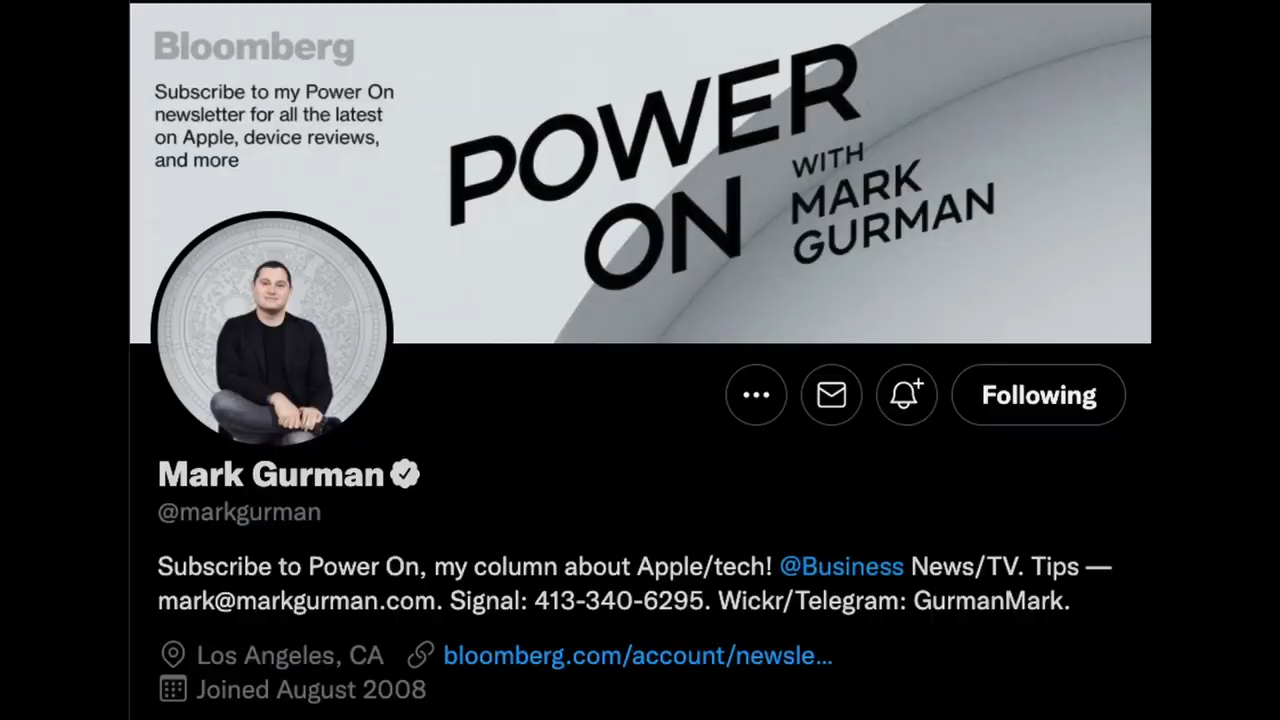 Bloomberg
Subscribe to my Power On
newsletter for all the latest
on Apple, device reviews,
and more
POWER
ON
WITH
MARK
GURMAN
Following
Mark Gurman
@markgurman
Subscribe to Power On, my column about Apple/tech! @Business News/TV. Tips —
mark@markgurman.com. Signal: 413-340-6295. Wickr/Telegram: GurmanMark.
Los Angeles, CA bloomberg.com/account/newsle...
Joined August 2008